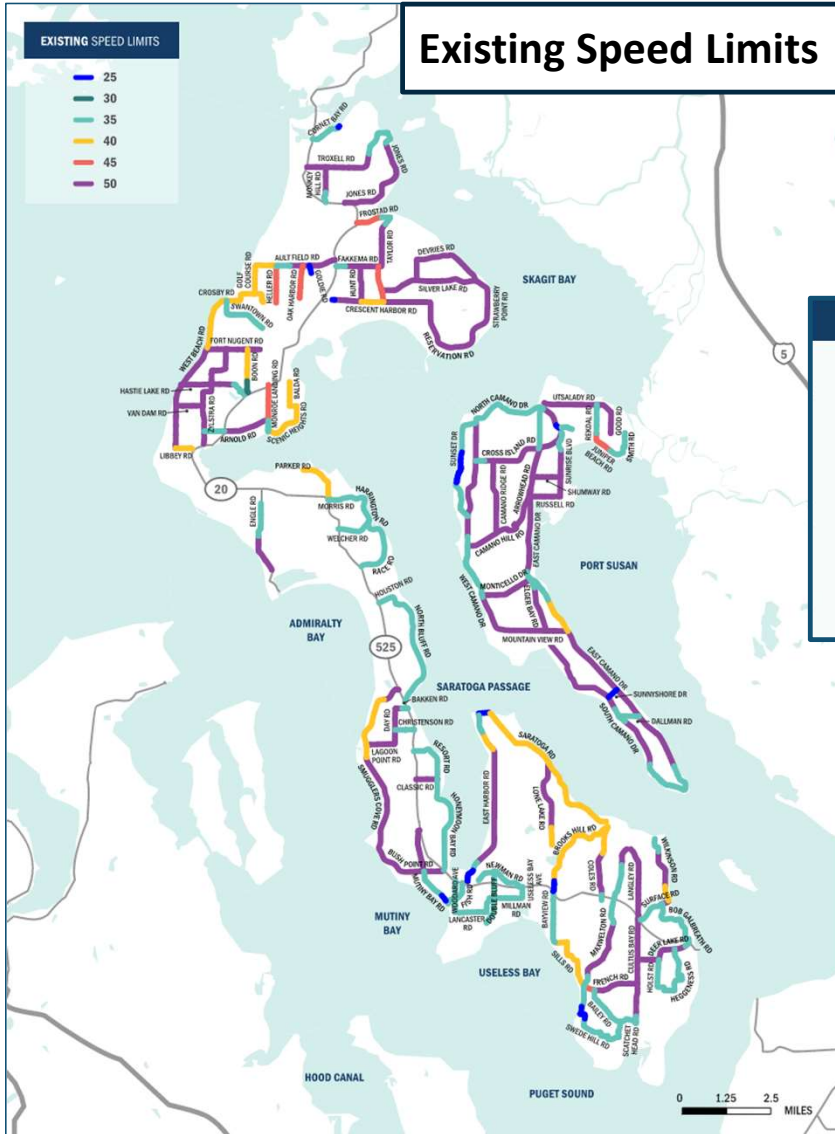 Existing Speed Limits
EXISTING SPEED LIMITS
25
30
35
40
45
50
CORNET BAY RD
TROXELL RD
JONES RD
MONKEY
HILL RD
JONES RD
FROSTAD RD
TAYLOR RD
AULT FIELD RD
FAKKEMA RD
GOLF
COURSE RD
HELLER RD
OAK HARBOR RD
GOLDIE RD
HUNT RD
DEVRIES RD
SILVER LAKE RD
STRAWBERRY
POINT RD
SKAGIT BAY
CROSBY RD
SWANTOWN RD
CRESCENT HARBOR RD
RESERVATION RD
WEST BEACH RD
FORT NUGENT RD
BOON RD
HASTIE LAKE RD
VAN DAM RD
ZYLSTRA RD
ARNOLD RD
MONROE LANDING RD
BALDA RD
SCENIC HEIGHTS RD
LIBBEY RD
5
20
PARKER RD
ENGLE RD
MORRIS RD
HARRINGTON RD
WELCHER RD
RACE RD
HOUSTON RD
NORTH BLUFF RD
ADMIRALTY
BAY
525
NORTH CAMANO DR
UTSALADY RD
SUNSET DR
CROSS ISLAND RD
SUNRISE BLVD
REKDAL RD
GOOD RD
JUNIPER
BEACH RD
SMITH RD
CAMANO RIDGE RD
ARROWHEAD RD
SHUMWAY RD
RUSSELL RD
CAMANO HILL RD
EAST CAMANO DR
WEST CAMANO DR
MONTICELLO DR
ELGER BAY RD
MOUNTAIN VIEW RD
PORT SUSAN
EAST CAMANO DR
SUNNYSHORE DR
SOUTH CAMANO DR
DALLMAN RD
SARATOGA PASSAGE
BAKKEN RD
DAY RD
CHRISTENSON RD
LAGOON
POINT RD
RESORT RD
CLASSIC RD
SMUGGLERS COVE RD
HONEYMOON BAY RD
EAST HARBOR RD
SARATOGA RD
LONE LAKE RD
BROOKS HILL RD
BUSH POINT RD
MUTINY BAY RD
WOODARD AVE
FISH RD
NEWMAN RD
LANCASTER
RD
DOUBLE BLUFF
MILLMAN
RD
USELESS BAY
AVE
BAYVIEW RD
COLES RD
LANGLEY RD
WILKINSON RD
SURFACE RD
BOB GALBREATH RD
MAXWELTON RD
CULTUS BAY RD
DEER LAKE RD
HOLST RD
HEGGENESS RD
MUTINY
BAY
USELESS BAY
SILLS RD
FRENCH RD
BAILEY RD
SWEDE HILL RD
SCATCHET
HEAD RD
HOOD CANAL
PUGET SOUND
0 1.25 2.5
MILES